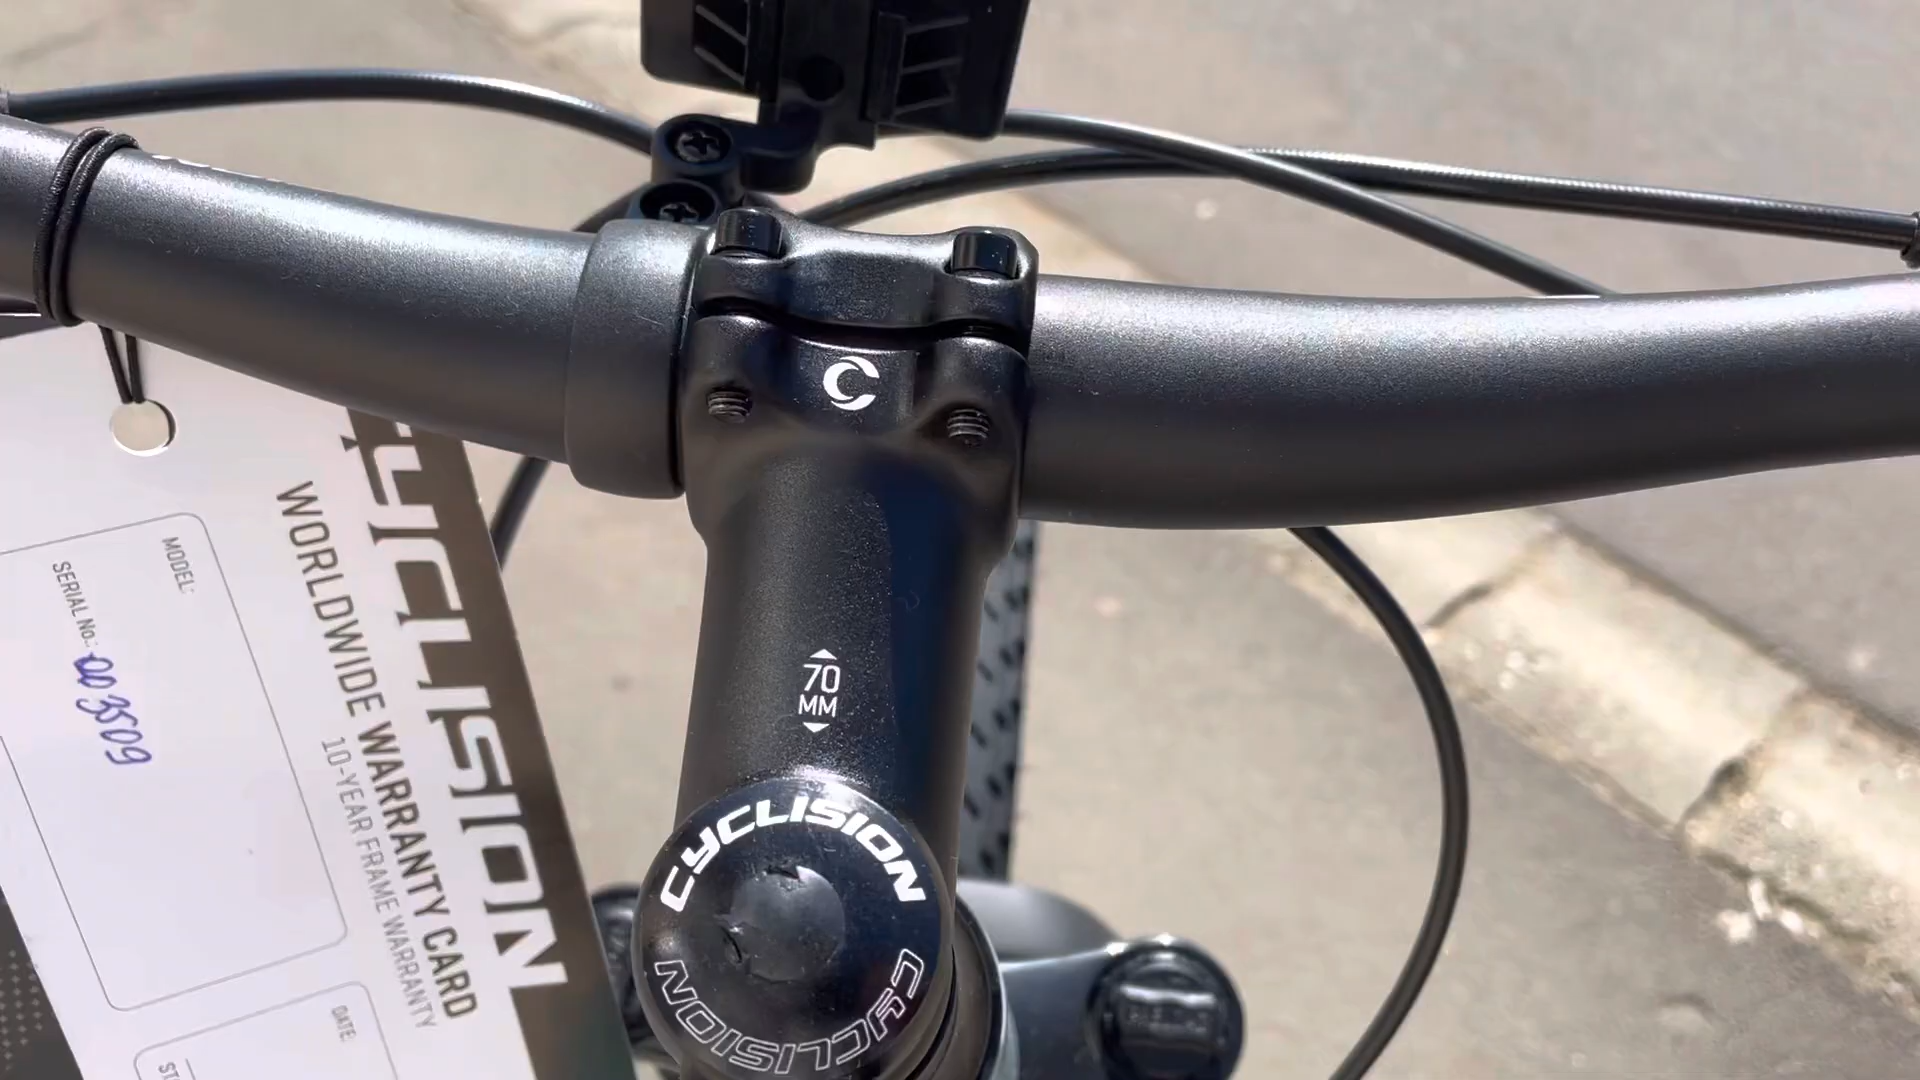 CYCLISION
WORLDWIDE WARRANTY CARD
10-YEAR FRAME WARRANTY
MODEL:
SERIAL No.: 003509
DATE:
70
MM
CYCLISION
CYCLISION